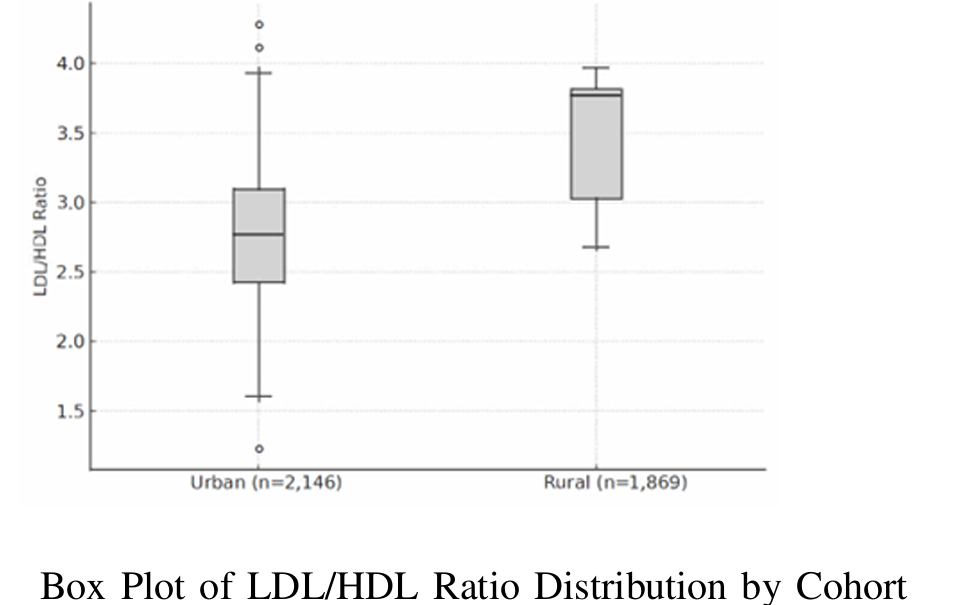 4.0
3.5
3.0
2.5
2.0
1.5
LDL/HDL Ratio
Urban (n=2,146)
Rural (n=1,869)
Box Plot of LDL/HDL Ratio Distribution by Cohort